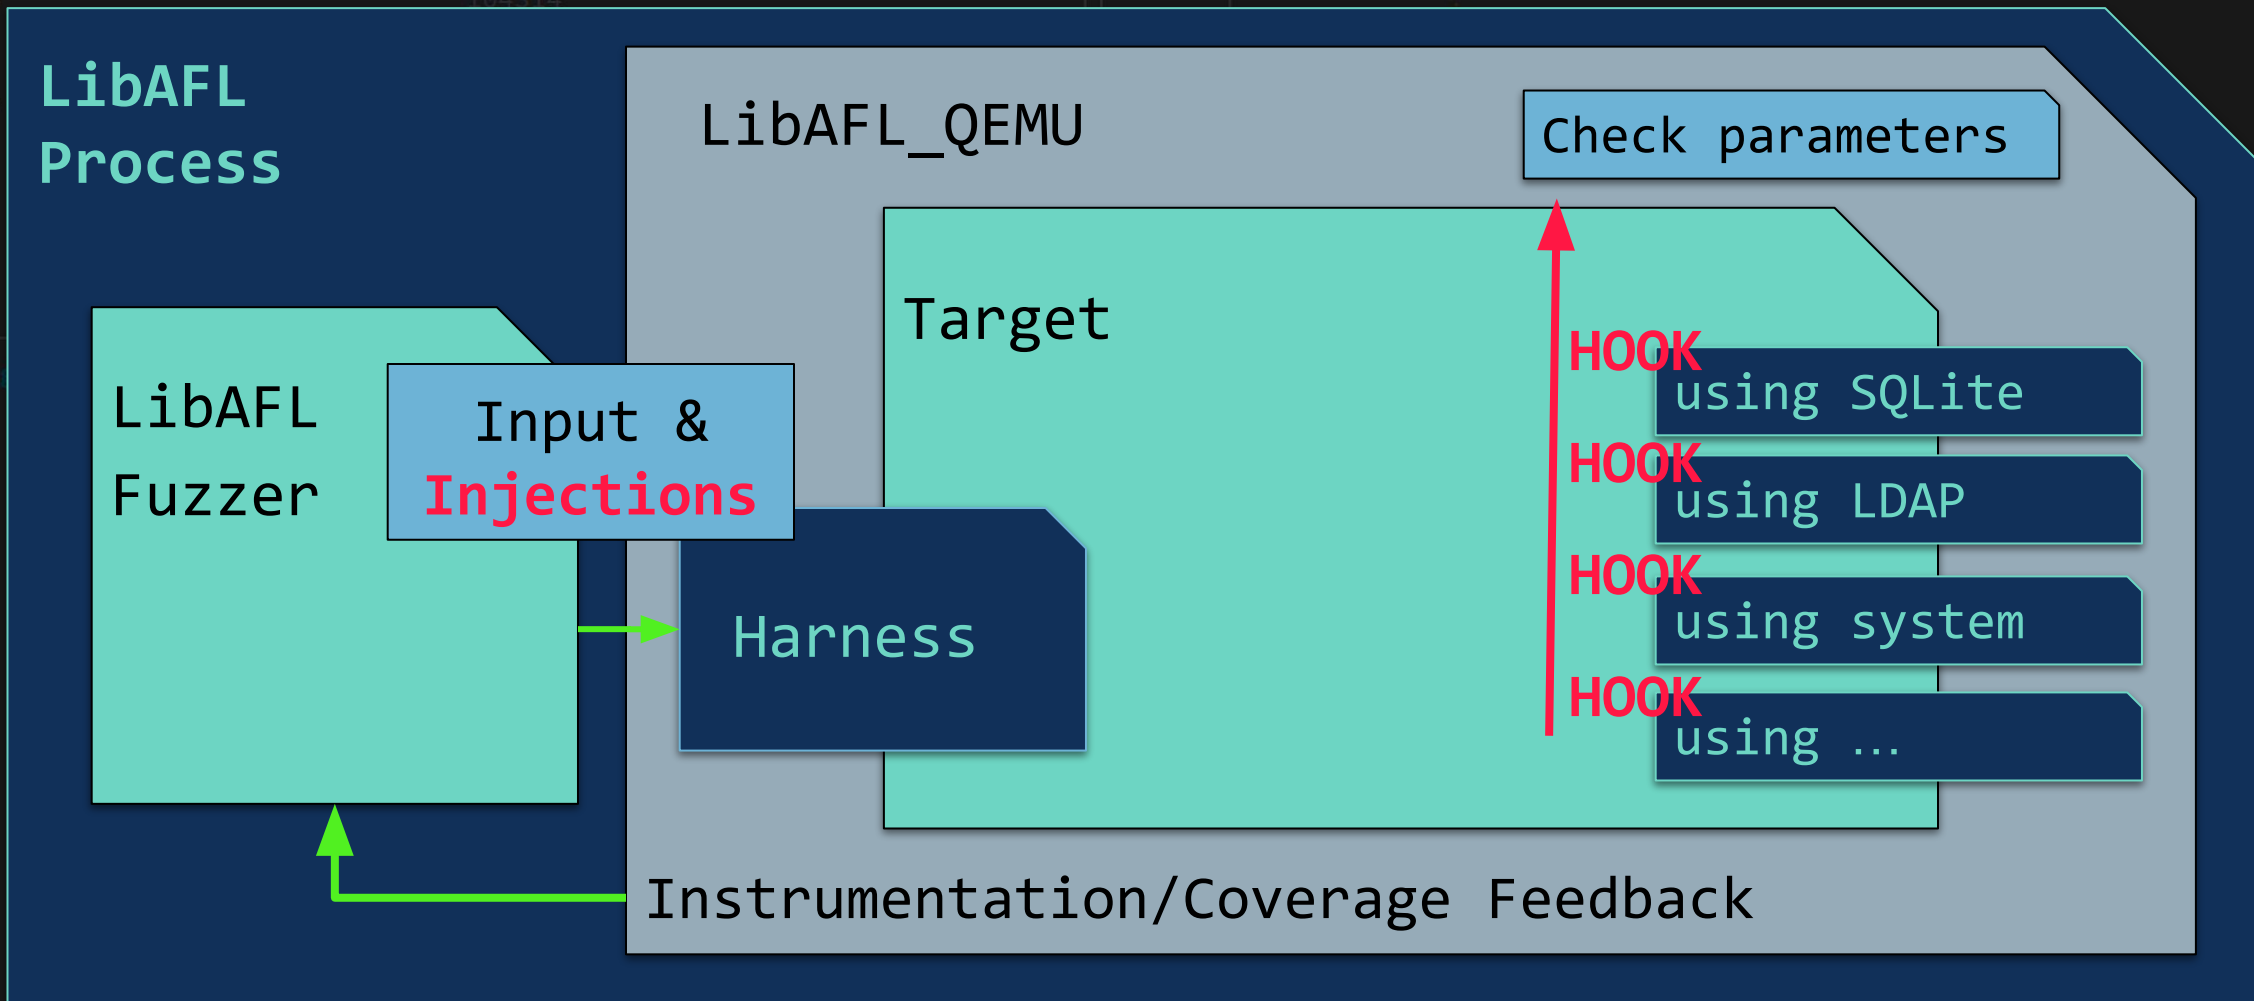 LibAFL
Process
LibAFL_QEMU
Check parameters
Target
LibAFL
Fuzzer
Input &
Injections
Harness
HOOK
using SQLite
HOOK
using LDAP
HOOK
using system
HOOK
using ...
Instrumentation/Coverage Feedback